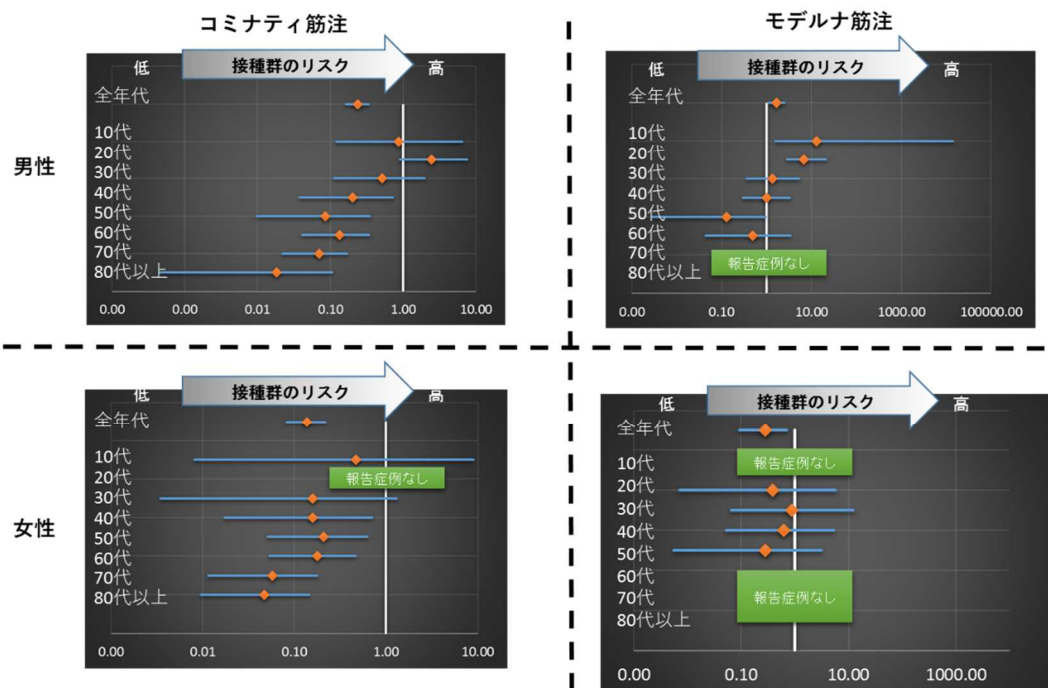 コミナティ筋注
モデルナ筋注
男性
低
接種群のリスク
高
全年代
10代
20代
30代
40代
50代
60代
70代
80代以上
0.00
0.00
0.01
0.10
1.00
10.00
低
接種群のリスク
高
全年代
10代
20代
30代
40代
50代
60代
70代
80代以上
報告症例なし
0.10
10.00
1000.00
100000.00
女性
低
接種群のリスク
高
全年代
10代
20代
報告症例なし
30代
40代
50代
60代
70代
80代以上
0.00
0.01
0.10
1.00
10.00
低
接種群のリスク
高
全年代
10代
報告症例なし
20代
30代
40代
50代
60代
70代
報告症例なし
80代以上
0.00
0.10
10.00
1000.00